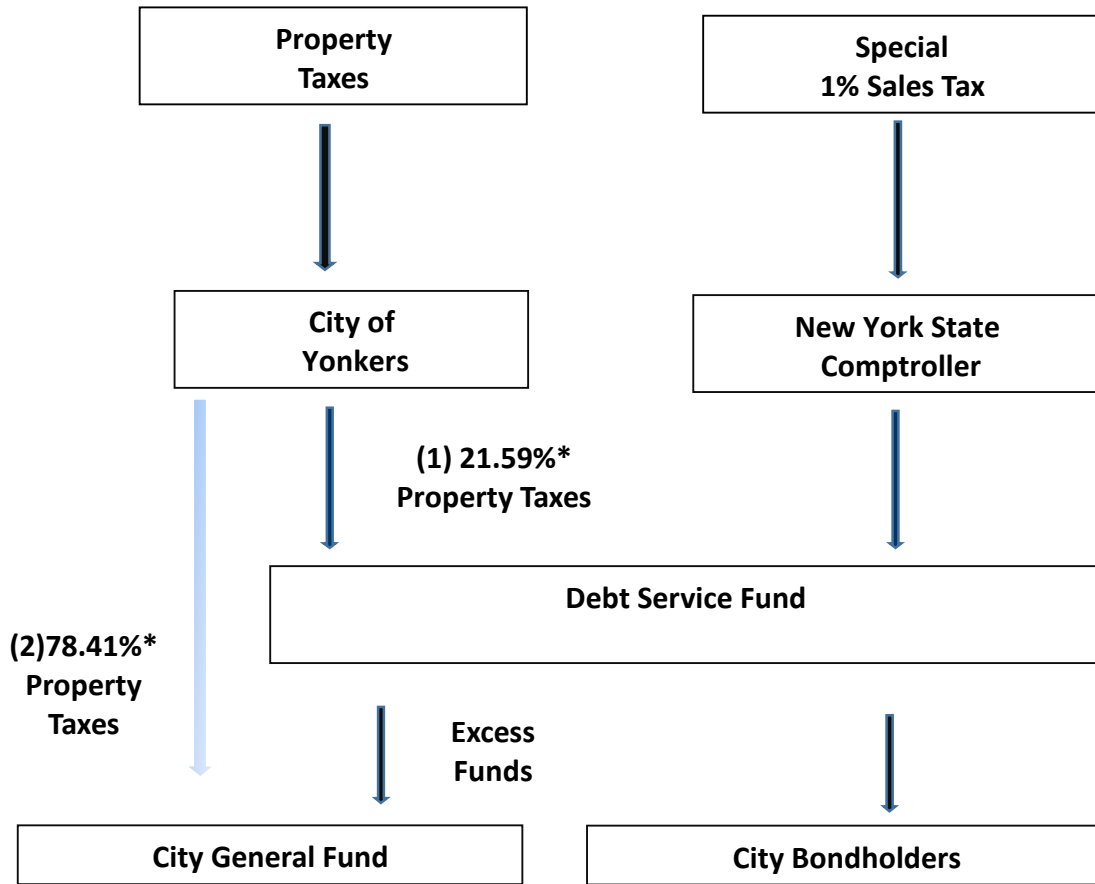 Property
Taxes
Special
1% Sales Tax
City of
Yonkers
New York State
Comptroller
(1) 21.59%*
Property Taxes
Debt Service Fund
(2)78.41%*
Property
Taxes
Excess
Funds
City General Fund
City Bondholders